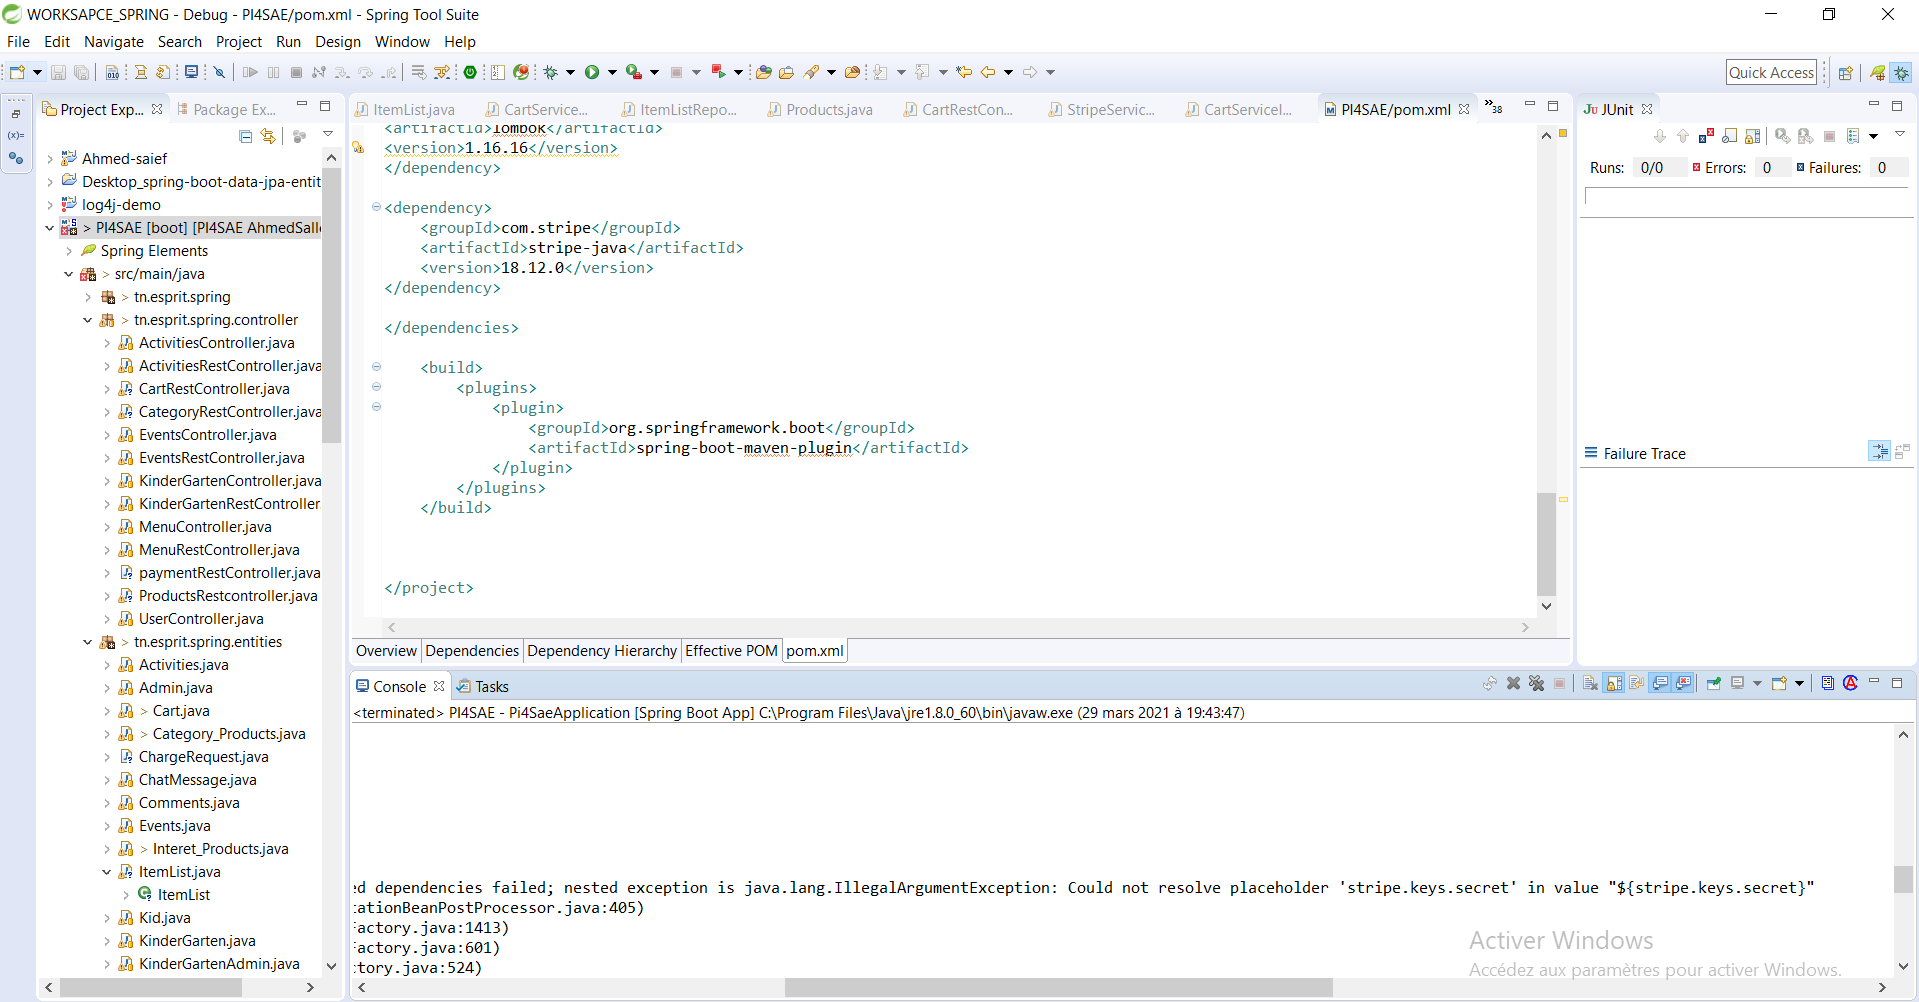 WORKSAPCE_SPRING - Debug - PI4SAE/pom.xml - Spring Tool Suite
File Edit Navigate Search Project Run Design Window Help
Quick Access
Project Exp... Package Ex...
Ahmed-saief
Desktop_spring-boot-data-jpa-entit
log4j-demo
> PI4SAE [boot] [PI4SAE AhmedSall
Spring Elements
> src/main/java
> tn.esprit.spring
> tn.esprit.spring.controller
ActivitiesController.java
ActivitiesRestController.java
CartRestController.java
CategoryRestController.java
EventsController.java
EventsRestController.java
KinderGartenController.java
KinderGartenRestController
MenuController.java
MenuRestController.java
paymentRestController.java
ProductsRestcontroller.java
UserController.java
> tn.esprit.spring.entities
Activities.java
Admin.java
> Cart.java
> Category_Products.java
ChargeRequest.java
ChatMessage.java
Comments.java
Events.java
> Interet_Products.java
ItemList.java
ItemList
Kid.java
KinderGarten.java
KinderGartenAdmin.java
ItemList.java CartService... ItemListRepo... Products.java CartRestCon... StripeServic... CartServiceI... PI4SAE/pom.xml »38
<artifactId>lombok</artifactId>
<version>1.16.16</version>
</dependency>
<dependency>
<groupId>com.stripe</groupId>
<artifactId>stripe-java</artifactId>
<version>18.12.0</version>
</dependency>
</dependencies>
<build>
<plugins>
<plugin>
<groupId>org.springframework.boot</groupId>
<artifactId>spring-boot-maven-plugin</artifactId>
</plugin>
</plugins>
</build>
</project>
Overview Dependencies Dependency Hierarchy Effective POM pom.xml
JUnit
Runs: 0/0 Errors: 0 Failures: 0
Failure Trace
Console Tasks
<terminated> PI4SAE - Pi4SaeApplication [Spring Boot App] C:\Program Files\Java\jre1.8.0_60\bin\javaw.exe (29 mars 2021 à 19:43:47)
ed dependencies failed; nested exception is java.lang.IllegalArgumentException: Could not resolve placeholder 'stripe.keys.secret' in value "${stripe.keys.secret}"
tationBeanPostProcessor.java:405)
Factory.java:1413)
Factory.java:601)
ctory.java:524)
Activer Windows
Accédez aux paramètres pour activer Windows.